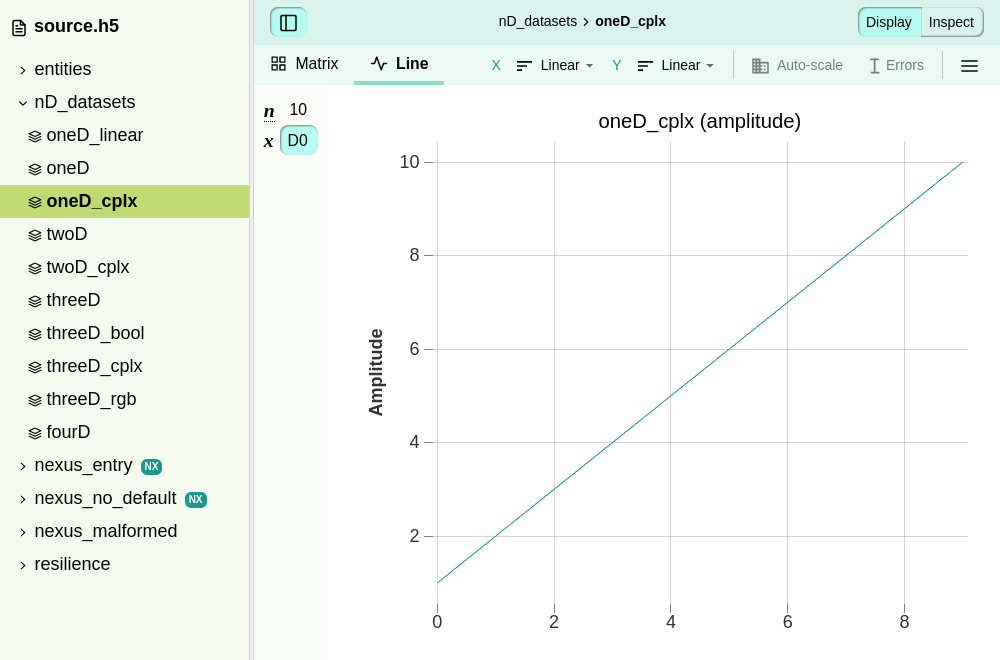 source.h5
entities
nD_datasets
oneD_linear
oneD
oneD_cplx
twoD
twoD_cplx
threeD
threeD_bool
threeD_cplx
threeD_rgb
fourD
nexus_entry NX
nexus_no_default NX
nexus_malformed
resilience
nD_datasets › oneD_cplx
Display Inspect
Matrix Line X Linear Y Linear Auto-scale Errors
n 10
x D0
oneD_cplx (amplitude)
Amplitude
10
8
6
4
2
0 2 4 6 8